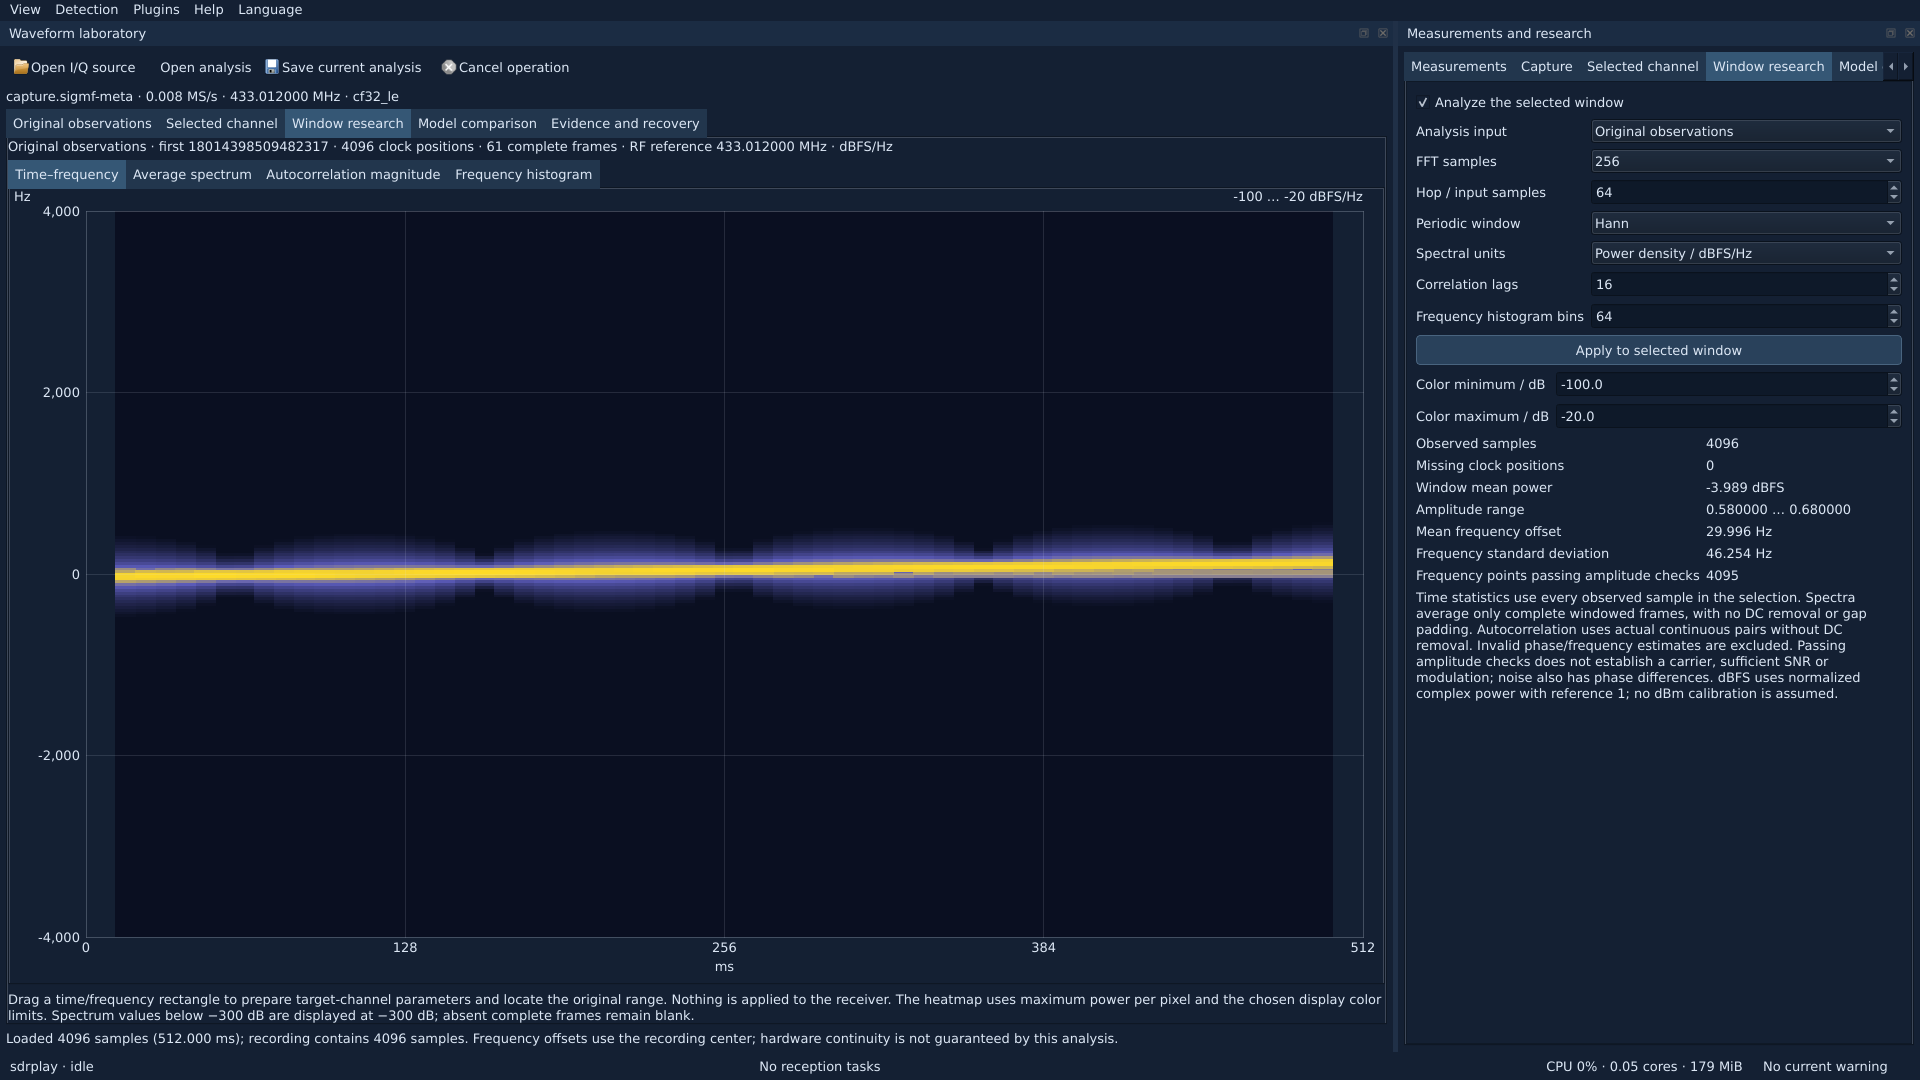 View Detection Plugins Help Language
Waveform laboratory
Open I/Q source Open analysis Save current analysis Cancel operation
capture.sigmf-meta · 0.008 MS/s · 433.012000 MHz · cf32_le
Original observations Selected channel Window research Model comparison Evidence and recovery
Original observations · first 18014398509482317 · 4096 clock positions · 61 complete frames · RF reference 433.012000 MHz · dBFS/Hz
Time–frequency Average spectrum Autocorrelation magnitude Frequency histogram
Hz -100 ... -20 dBFS/Hz
4,000
2,000
0
-2,000
-4,000
0 128 256 384 512
ms
Drag a time/frequency rectangle to prepare target-channel parameters and locate the original range. Nothing is applied to the receiver. The heatmap uses maximum power per pixel and the chosen display color
limits. Spectrum values below −300 dB are displayed at −300 dB; absent complete frames remain blank.
Loaded 4096 samples (512.000 ms); recording contains 4096 samples. Frequency offsets use the recording center; hardware continuity is not guaranteed by this analysis.
Measurements and research
Measurements Capture Selected channel Window research Model
Analyze the selected window
Analysis input Original observations
FFT samples 256
Hop / input samples 64
Periodic window Hann
Spectral units Power density / dBFS/Hz
Correlation lags 16
Frequency histogram bins 64
Apply to selected window
Color minimum / dB -100.0
Color maximum / dB -20.0
Observed samples 4096
Missing clock positions 0
Window mean power -3.989 dBFS
Amplitude range 0.580000 ... 0.680000
Mean frequency offset 29.996 Hz
Frequency standard deviation 46.254 Hz
Frequency points passing amplitude checks 4095
Time statistics use every observed sample in the selection. Spectra
average only complete windowed frames, with no DC removal or gap
padding. Autocorrelation uses actual continuous pairs without DC
removal. Invalid phase/frequency estimates are excluded. Passing
amplitude checks does not establish a carrier, sufficient SNR or
modulation; noise also has phase differences. dBFS uses normalized
complex power with reference 1; no dBm calibration is assumed.
sdrplay · idle No reception tasks CPU 0% · 0.05 cores · 179 MiB No current warning